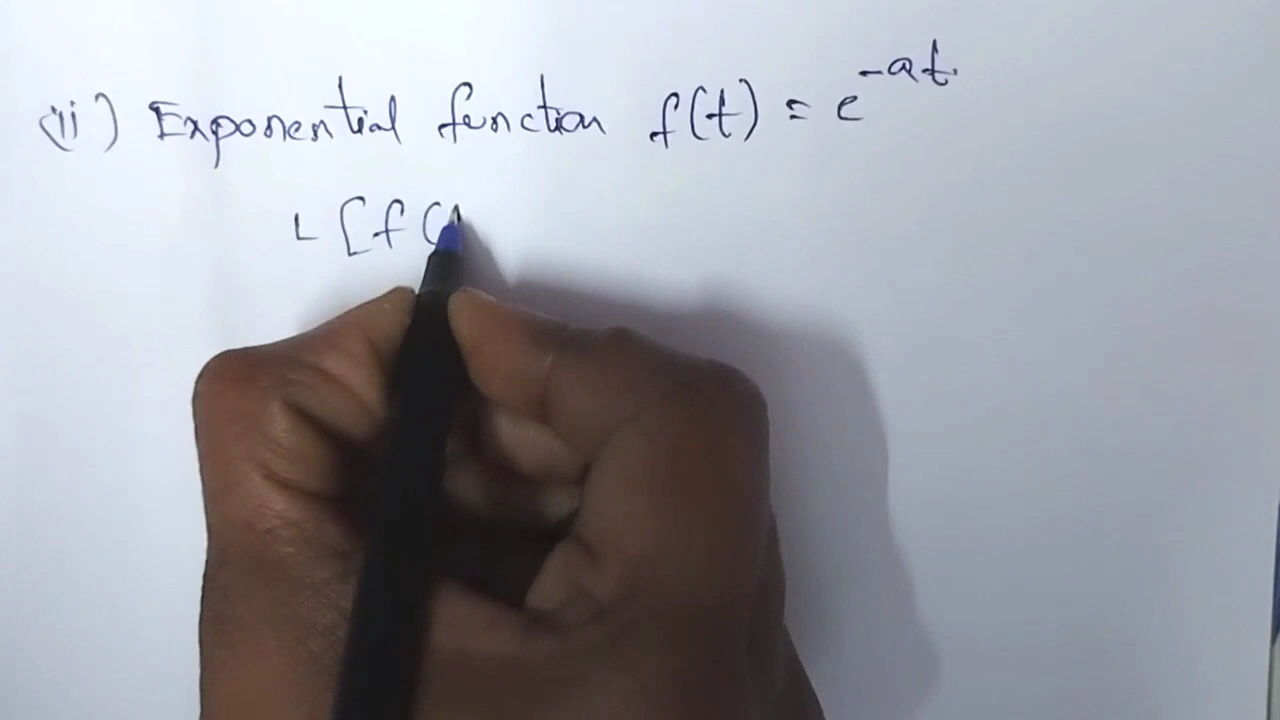 (ii) Exponential function f(t) = e^-at.
L [f(